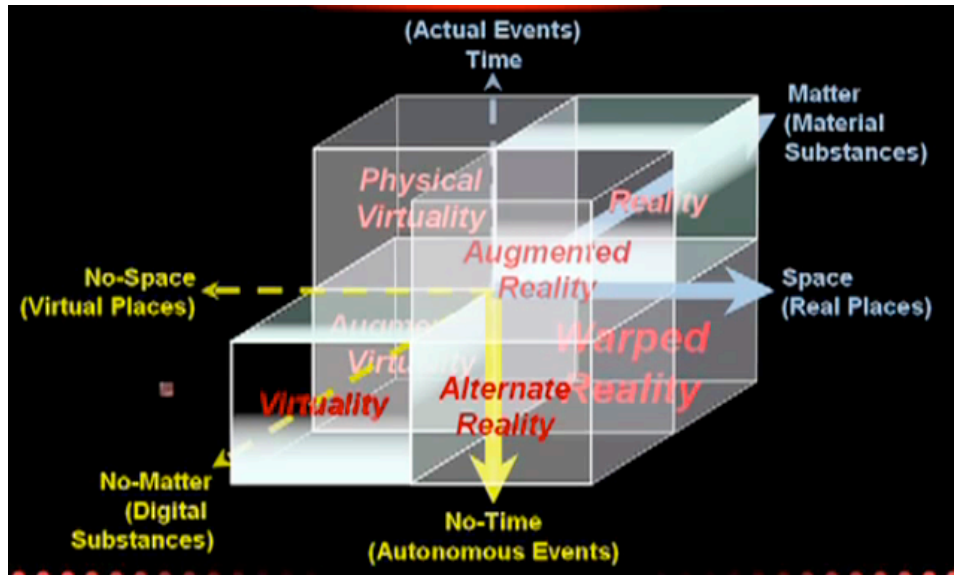 (Actual Events)
Time
Matter
(Material
Substances)
Physical
Virtuality
Reality
Augmented
Reality
No-Space
(Virtual Places)
Space
(Real Places)
Virtuality
Warped
Reality
Virtuality
Alternate
Reality
No-Matter
(Digital
Substances)
No-Time
(Autonomous Events)